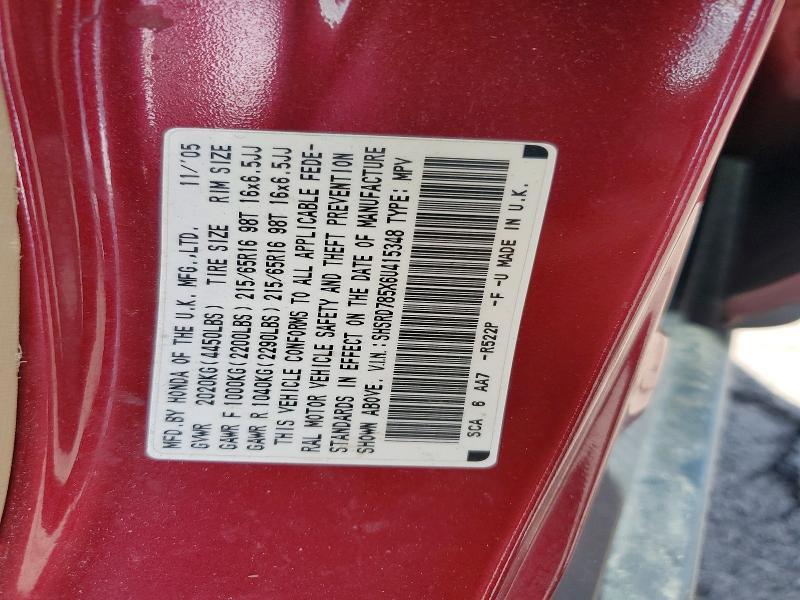 MFD.BY HONDA OF THE U.K. MFG.,LTD. 11/'05
GVWR 2020KG(4450LBS) TIRE SIZE RIM SIZE
GAWR F 1000KG(2200LBS) 215/65R16 98T 16x6.5JJ
GAWR R 1040KG(2290LBS) 215/65R16 98T 16x6.5JJ
THIS VEHICLE CONFORMS TO ALL APPLICABLE FEDE-
RAL MOTOR VEHICLE SAFETY AND THEFT PREVENTION
STANDARDS IN EFFECT ON THE DATE OF MANUFACTURE
SHOWN ABOVE. V.I.N.: SHSRD785X6U415348 TYPE: MPV
SCA 6 AA7 -R522P -F -U MADE IN U.K.